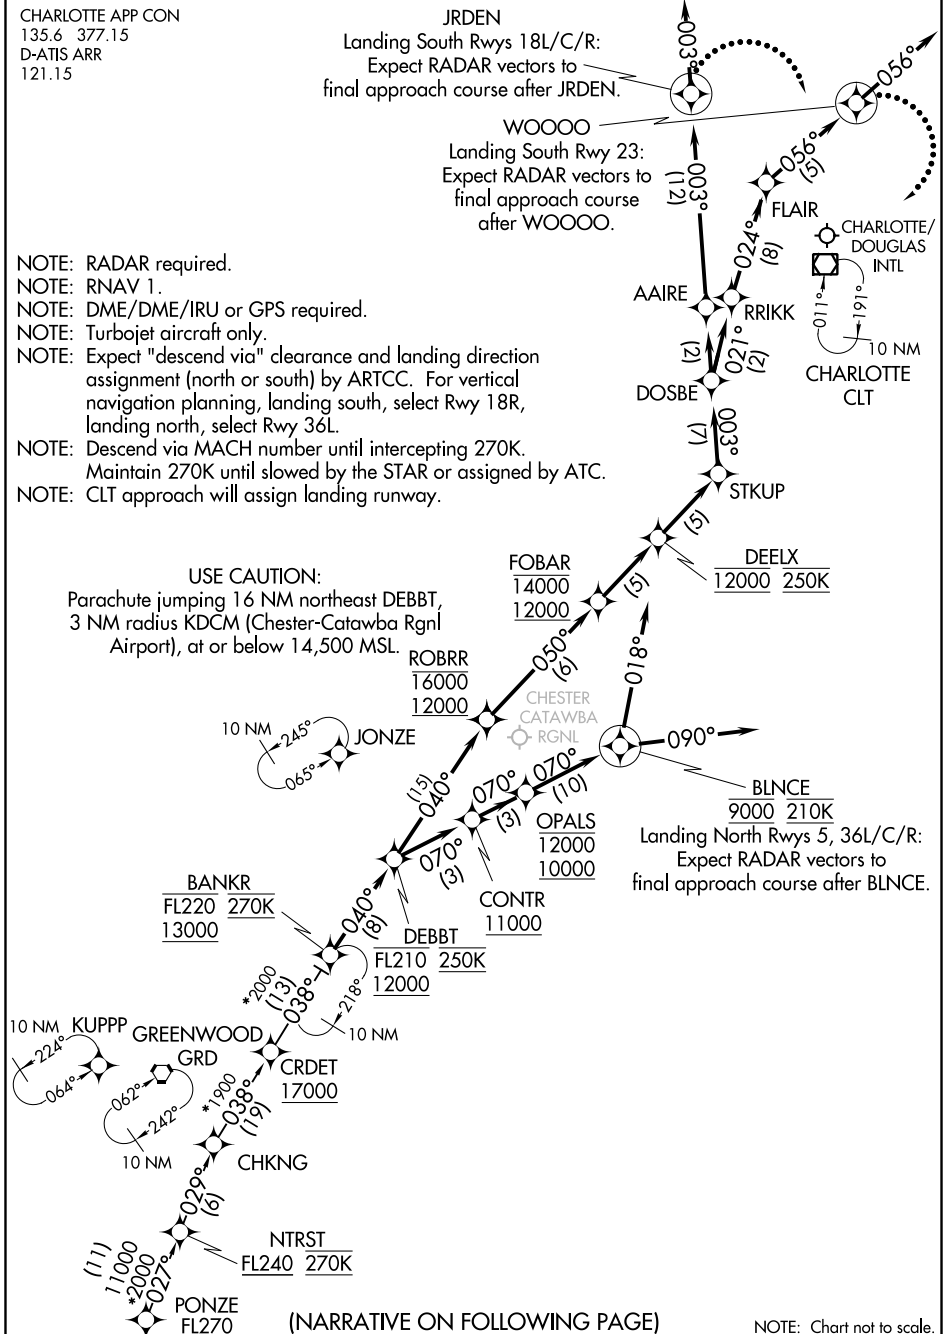 CHARLOTTE APP CON
135.6 377.15
D-ATIS ARR
121.15
JRDEN
Landing South Rwys 18L/C/R:
Expect RADAR vectors to
final approach course after JRDEN.
003°
056°
WOOOO
Landing South Rwy 23:
Expect RADAR vectors to
final approach course
after WOOOO.
003°
(12)
056°
(5)
FLAIR
024°
(8)
CHARLOTTE/
DOUGLAS
INTL
011°
191°
10 NM
CHARLOTTE
CLT
NOTE: RADAR required.
NOTE: RNAV 1.
NOTE: DME/DME/IRU or GPS required.
NOTE: Turbojet aircraft only.
NOTE: Expect "descend via" clearance and landing direction
assignment (north or south) by ARTCC. For vertical
navigation planning, landing south, select Rwy 18R,
landing north, select Rwy 36L.
NOTE: Descend via MACH number until intercepting 270K.
Maintain 270K until slowed by the STAR or assigned by ATC.
NOTE: CLT approach will assign landing runway.
AAIRE
RRIKK
(2)
021°
(2)
DOSBE
003°
(7)
STKUP
(5)
DEELX
12000 250K
FOBAR
14000
12000
(5)
USE CAUTION:
Parachute jumping 16 NM northeast DEBBT,
3 NM radius KDCM (Chester-Catawba Rgnl
Airport), at or below 14,500 MSL.
ROBRR
16000
12000
050°
(6)
018°
CHESTER
CATAWBA
RGNL
10 NM
245°
065°
JONZE
090°
BLNCE
9000 210K
Landing North Rwys 5, 36L/C/R:
Expect RADAR vectors to
final approach course after BLNCE.
(15)
040°
070°
(3)
070°
(10)
OPALS
12000
10000
070°
(3)
CONTR
11000
BANKR
FL220 270K
13000
040°
(8)
DEBBT
FL210 250K
12000
*2000
(13)
038°
218°
10 NM
10 NM
KUPPP
224°
064°
GREENWOOD
GRD
062°
242°
10 NM
CRDET
17000
*1900
038°
(19)
CHKNG
029°
(6)
NTRST
FL240 270K
(11)
11000
*2000
027°
PONZE
FL270
(NARRATIVE ON FOLLOWING PAGE)
NOTE: Chart not to scale.